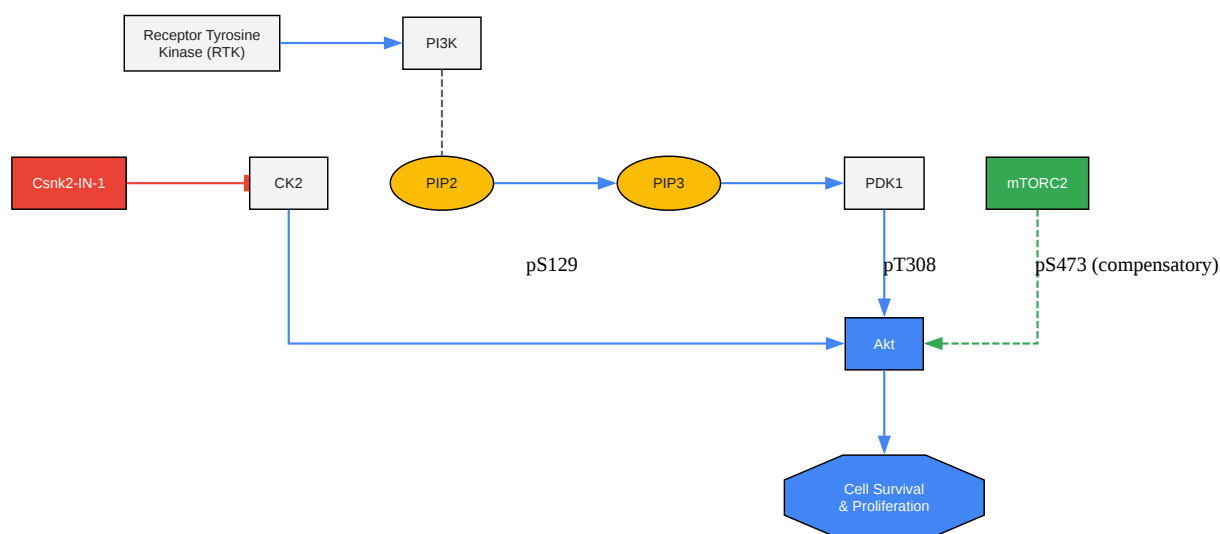 Receptor Tyrosine
Kinase (RTK)
PI3K
Csnk2-IN-1
CK2
PIP2
PIP3
PDK1
mTORC2
pS129
pT308
pS473 (compensatory)
Akt
Cell Survival
& Proliferation